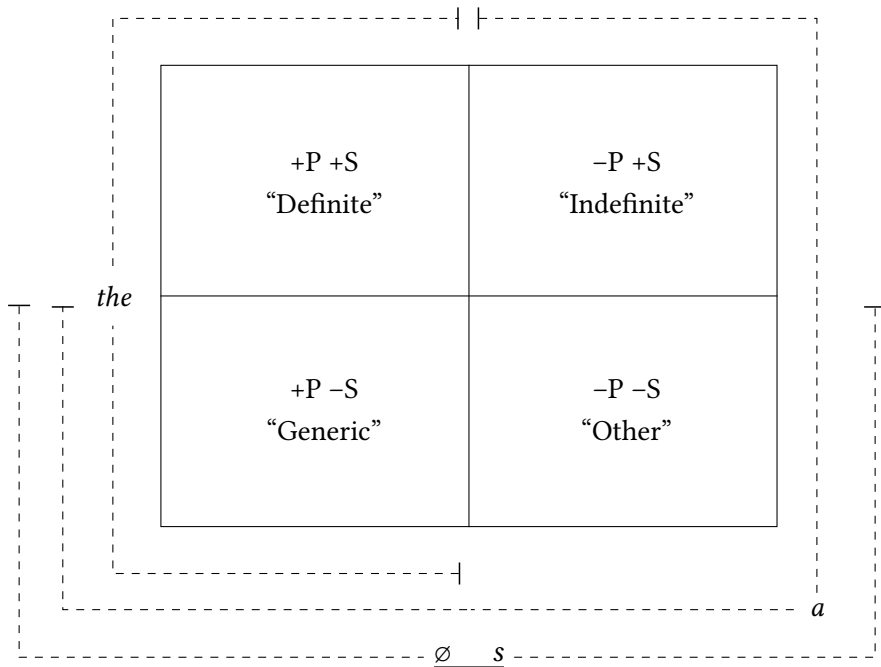 +P +S –P +S
“Definite” “Indefinite”
the
+P –S –P –S
“Generic” “Other”
a
∅ s